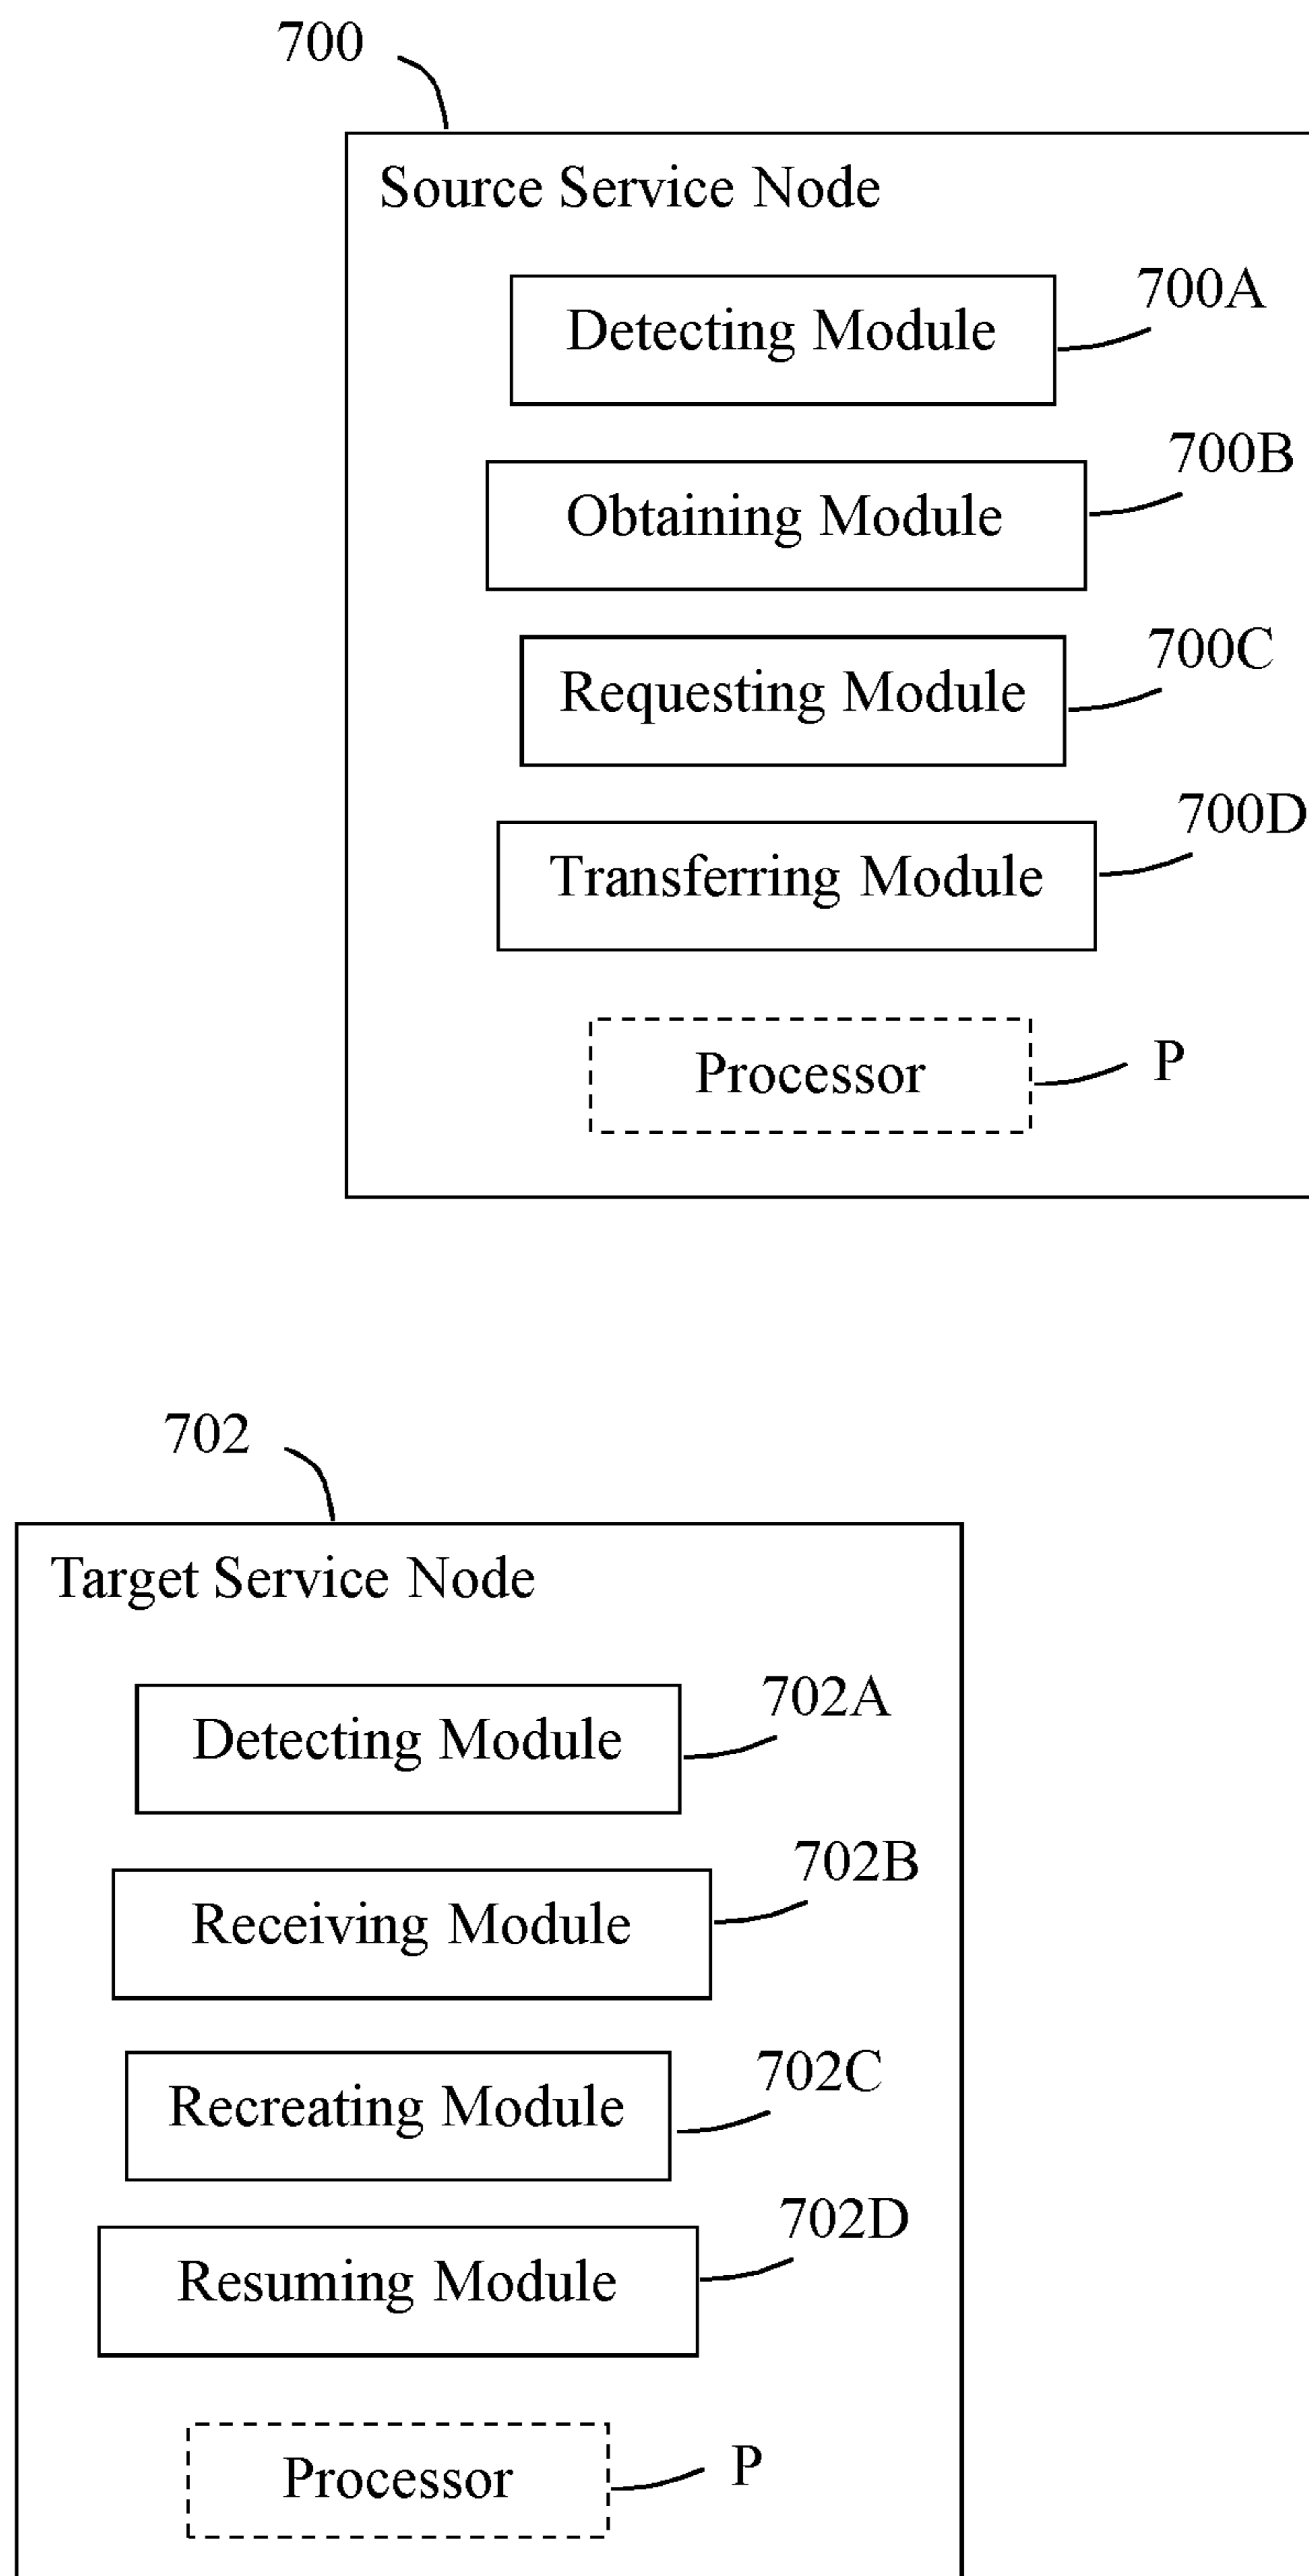 700
Source Service Node
700A
Detecting Module
700B
Obtaining Module
700C
Requesting Module
700D
Transferring Module
Processor
P
702
Target Service Node
702A
Detecting Module
702B
Receiving Module
702C
Recreating Module
702D
Resuming Module
Processor
P